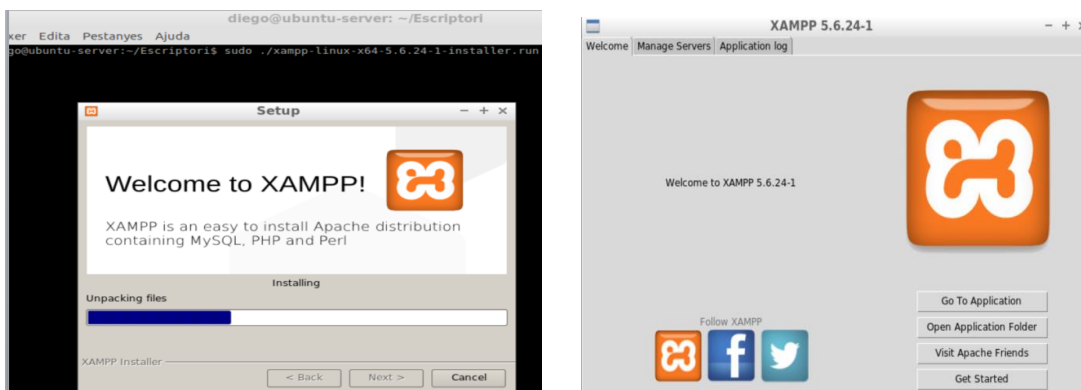 diego@ubuntu-server: ~/Escriptori
xer Edita Pestanyes Ajuda
go@ubuntu-server:~/Escriptori$ sudo ./xampp-linux-x64-5.6.24-1-installer.run
Setup
Welcome to XAMPP!
XAMPP is an easy to install Apache distribution
containing MySQL, PHP and Perl
Installing
Unpacking files
XAMPP Installer
< Back Next > Cancel
XAMPP 5.6.24-1
Welcome Manage Servers Application log
Welcome to XAMPP 5.6.24-1
Go To Application
Open Application Folder
Visit Apache Friends
Get Started
Follow XAMPP